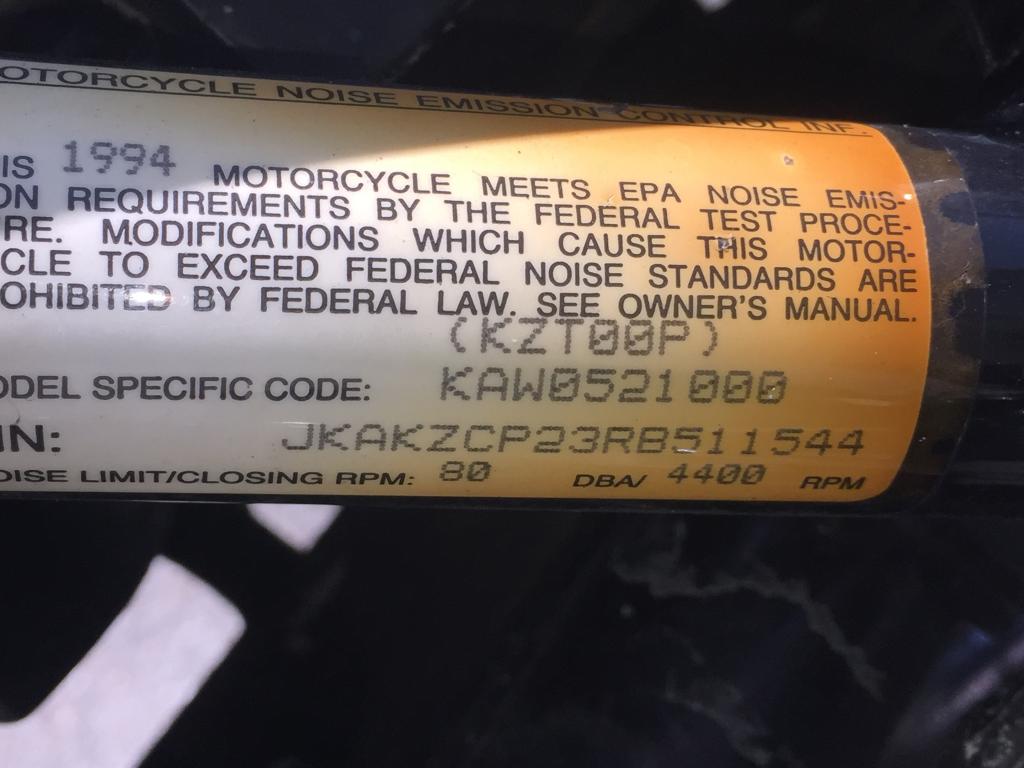 OTORCYCLE NOISE EMISSION CONTROL INF.
IS 1994 MOTORCYCLE MEETS EPA NOISE EMIS-
ON REQUIREMENTS BY THE FEDERAL TEST PROCE-
RE. MODIFICATIONS WHICH CAUSE THIS MOTOR-
CLE TO EXCEED FEDERAL NOISE STANDARDS ARE
OHIBITED BY FEDERAL LAW. SEE OWNER'S MANUAL.
(KZT00P)
ODEL SPECIFIC CODE: KAW0521000
IN: JKAKZCP23RB511544
OISE LIMIT/CLOSING RPM: 80 DBA/ 4400 RPM